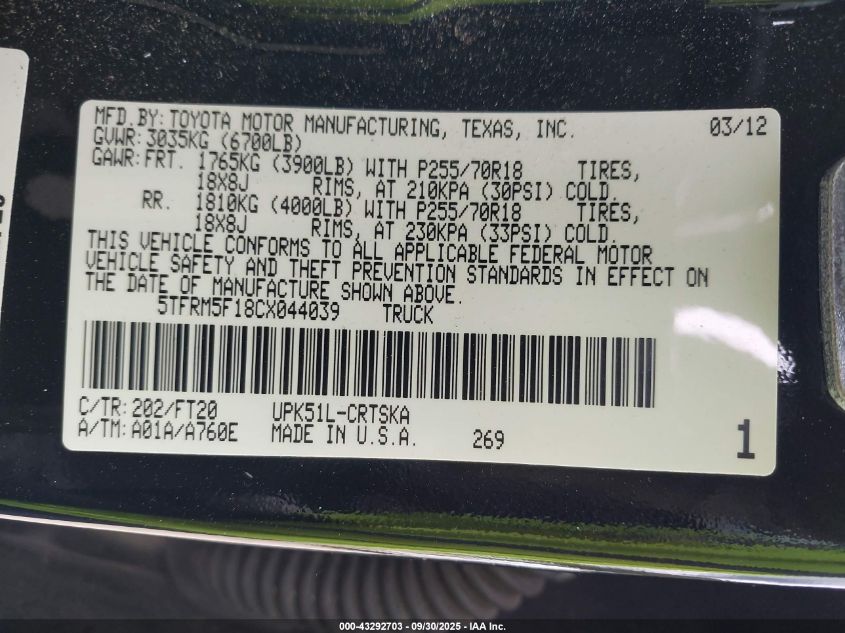 MFD.BY: TOYOTA MOTOR MANUFACTURING, TEXAS, INC. 03/12
GVWR: 3035KG (6700LB)
GAWR: FRT. 1765KG (3900LB) WITH P255/70R18 TIRES,
18X8J RIMS, AT 210KPA (30PSI) COLD.
RR. 1810KG (4000LB) WITH P255/70R18 TIRES,
18X8J RIMS, AT 230KPA (33PSI) COLD.
THIS VEHICLE CONFORMS TO ALL APPLICABLE FEDERAL MOTOR
VEHICLE SAFETY AND THEFT PREVENTION STANDARDS IN EFFECT ON
THE DATE OF MANUFACTURE SHOWN ABOVE.
5TFRM5F18CX044039 TRUCK
C/TR: 202/FT20 UPK51L-CRTSKA
A/TM: A01A/A760E MADE IN U.S.A. 269 1
000-43292703 - 09/30/2025 - IAA Inc.